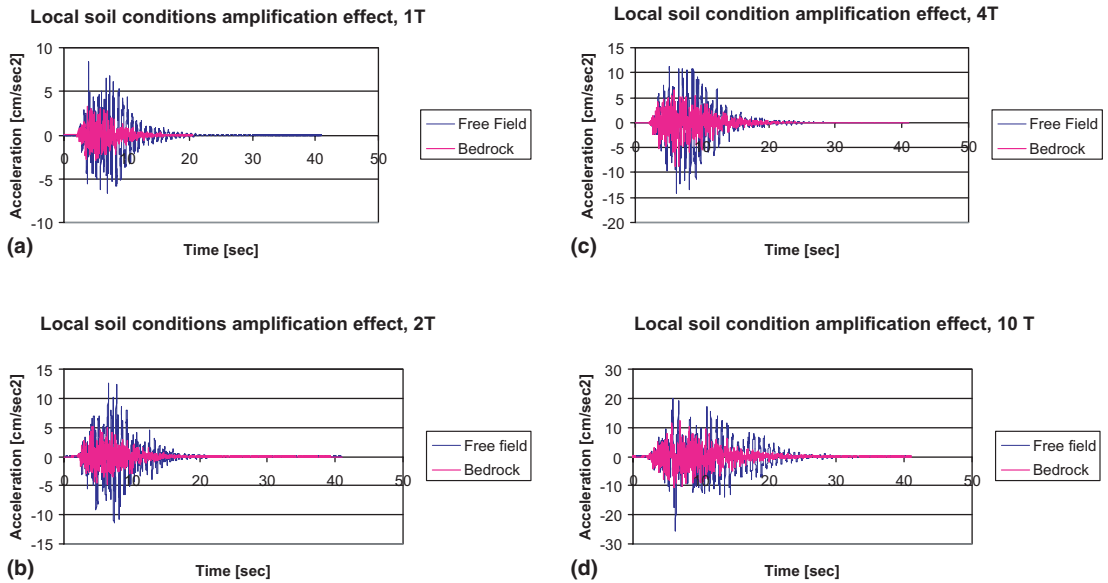 Local soil conditions amplification effect, 1T
Acceleration [cm/sec2]
10
5
0
-5
-10
0
10
20
30
40
50
Time [sec]
Free Field
Bedrock
(a)
Local soil condition amplification effect, 4T
Acceleration [cm/sec2]
15
10
5
0
-5
-10
-15
-20
0
10
20
30
40
50
Time [sec]
Free Field
Bedrock
(c)
Local soil conditions amplification effect, 2T
Acceleration [cm/sec2]
15
10
5
0
-5
-10
-15
0
10
20
30
40
50
Time [sec]
Free field
Bedrock
(b)
Local soil condition amplification effect, 10 T
Acceleration [cm/sec2]
30
20
10
0
-10
-20
-30
0
10
20
30
40
50
Time [sec]
Free field
Bedrock
(d)